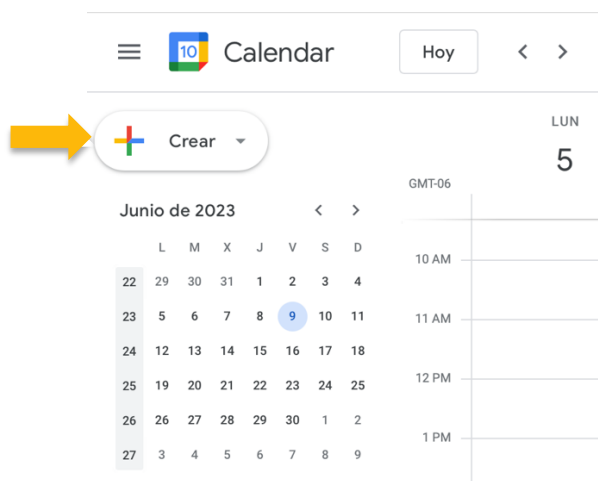 10 Calendar Hoy
Crear
LUN
5
GMT-06
Junio de 2023
L M X J V S D
22 29 30 31 1 2 3 4
23 5 6 7 8 9 10 11
24 12 13 14 15 16 17 18
25 19 20 21 22 23 24 25
26 26 27 28 29 30 1 2
27 3 4 5 6 7 8 9
10 AM
11 AM
12 PM
1 PM